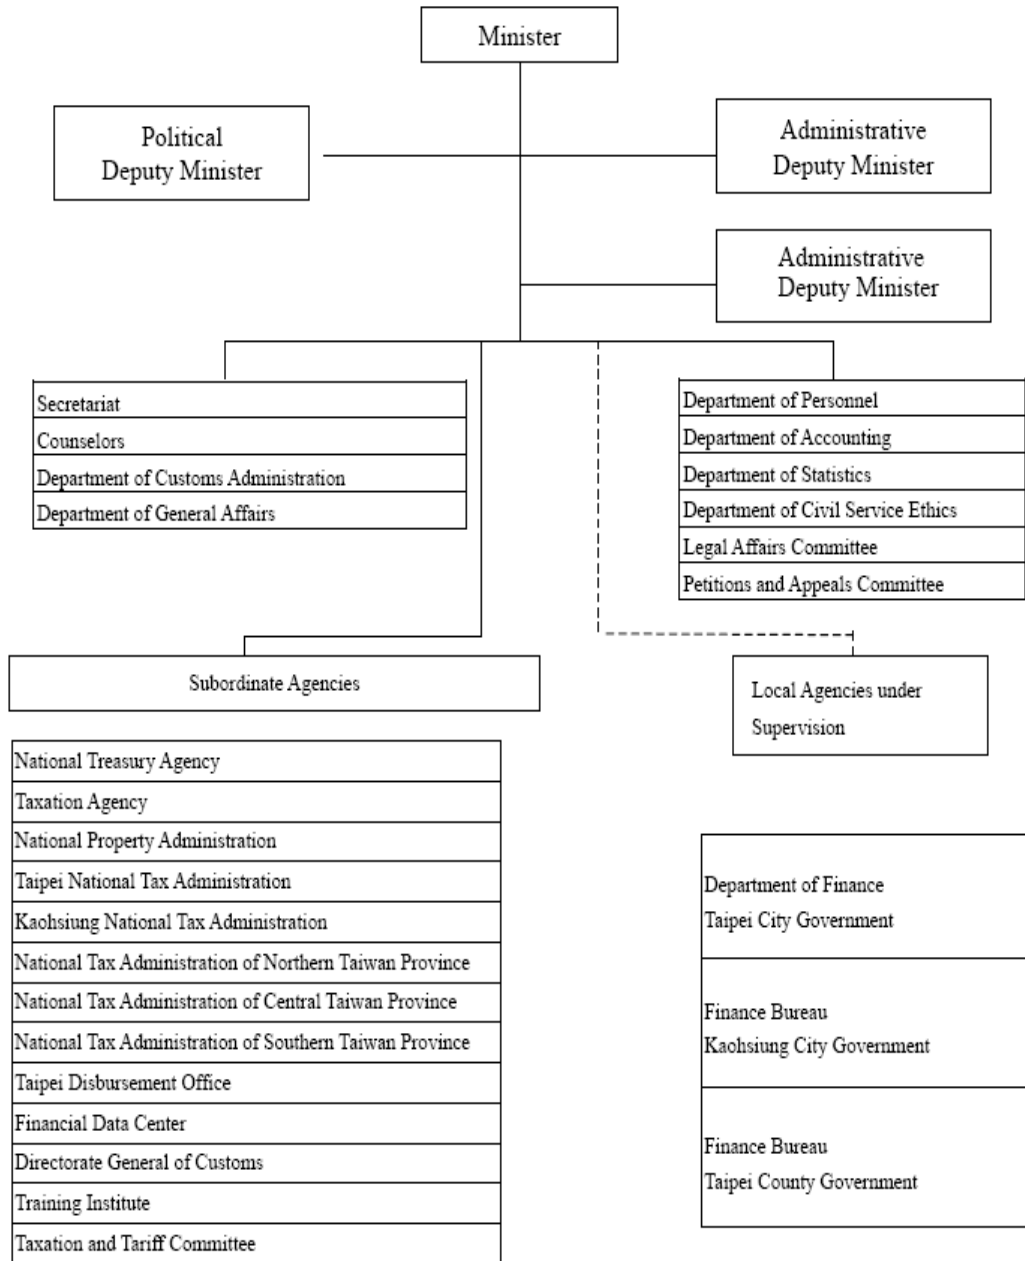 Minister
Political
Deputy Minister
Administrative
Deputy Minister
Administrative
Deputy Minister
Secretariat
Counselors
Department of Customs Administration
Department of General Affairs
Department of Personnel
Department of Accounting
Department of Statistics
Department of Civil Service Ethics
Legal Affairs Committee
Petitions and Appeals Committee
Subordinate Agencies
Local Agencies under
Supervision
National Treasury Agency
Taxation Agency
National Property Administration
Taipei National Tax Administration
Kaohsiung National Tax Administration
National Tax Administration of Northern Taiwan Province
National Tax Administration of Central Taiwan Province
National Tax Administration of Southern Taiwan Province
Taipei Disbursement Office
Financial Data Center
Directorate General of Customs
Training Institute
Taxation and Tariff Committee
Department of Finance
Taipei City Government
Finance Bureau
Kaohsiung City Government
Finance Bureau
Taipei County Government